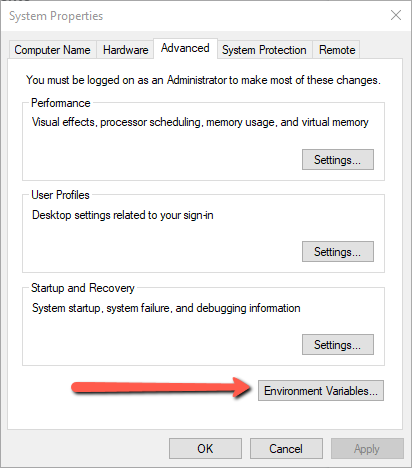 System Properties
Computer Name Hardware Advanced System Protection Remote
You must be logged on as an Administrator to make most of these changes.
Performance
Visual effects, processor scheduling, memory usage, and virtual memory
Settings...
User Profiles
Desktop settings related to your sign-in
Settings...
Startup and Recovery
System startup, system failure, and debugging information
Settings...
Environment Variables...
OK Cancel Apply